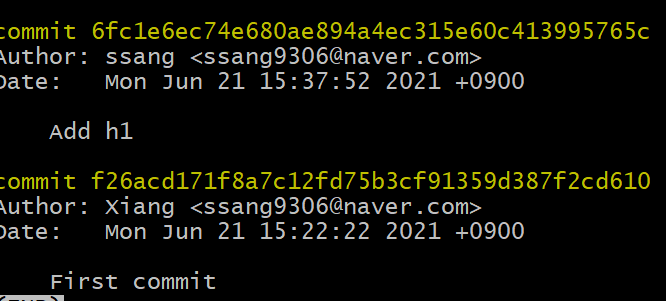 commit 6fc1e6ec74e680ae894a4ec315e60c413995765c
Author: ssang <ssang9306@naver.com>
Date:   Mon Jun 21 15:37:52 2021 +0900
Add h1
commit f26acd171f8a7c12fd75b3cf91359d387f2cd610
Author: Xiang <ssang9306@naver.com>
Date:   Mon Jun 21 15:22:22 2021 +0900
First commit
(END)